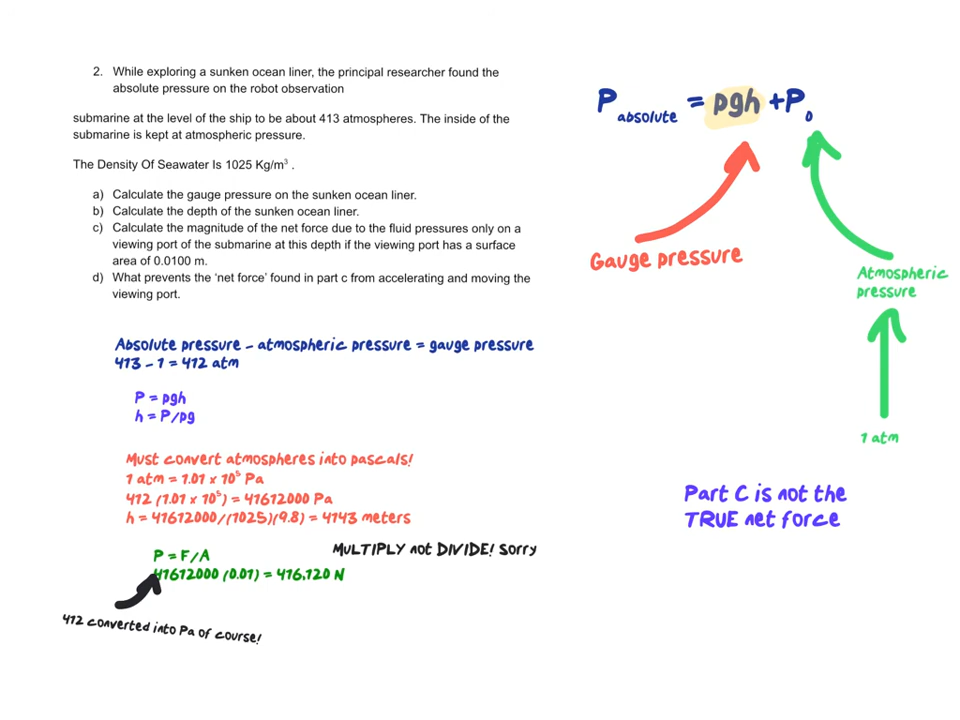 2. While exploring a sunken ocean liner, the principal researcher found the
absolute pressure on the robot observation
submarine at the level of the ship to be about 413 atmospheres. The inside of the
submarine is kept at atmospheric pressure.
The Density Of Seawater Is 1025 Kg/m³ .
a) Calculate the gauge pressure on the sunken ocean liner.
b) Calculate the depth of the sunken ocean liner.
c) Calculate the magnitude of the net force due to the fluid pressures only on a
viewing port of the submarine at this depth if the viewing port has a surface
area of 0.0100 m.
d) What prevents the 'net force' found in part c from accelerating and moving the
viewing port.
Absolute pressure - atmospheric pressure = gauge pressure
413 - 1 = 412 atm
P = pgh
h = P/pg
Must convert atmospheres into pascals!
1 atm = 1.01 x 10⁵ Pa
412 (1.01 x 10⁵) = 41612000 Pa
h = 41612000/(1025)(9.8) = 4143 meters
P = F/A
MULTIPLY not DIVIDE! Sorry
41612000 (0.01) = 416,120 N
412 converted into Pa of course!
P absolute = pgh + P₀
Gauge pressure
Atmospheric
pressure
1 atm
Part C is not the
TRUE net force